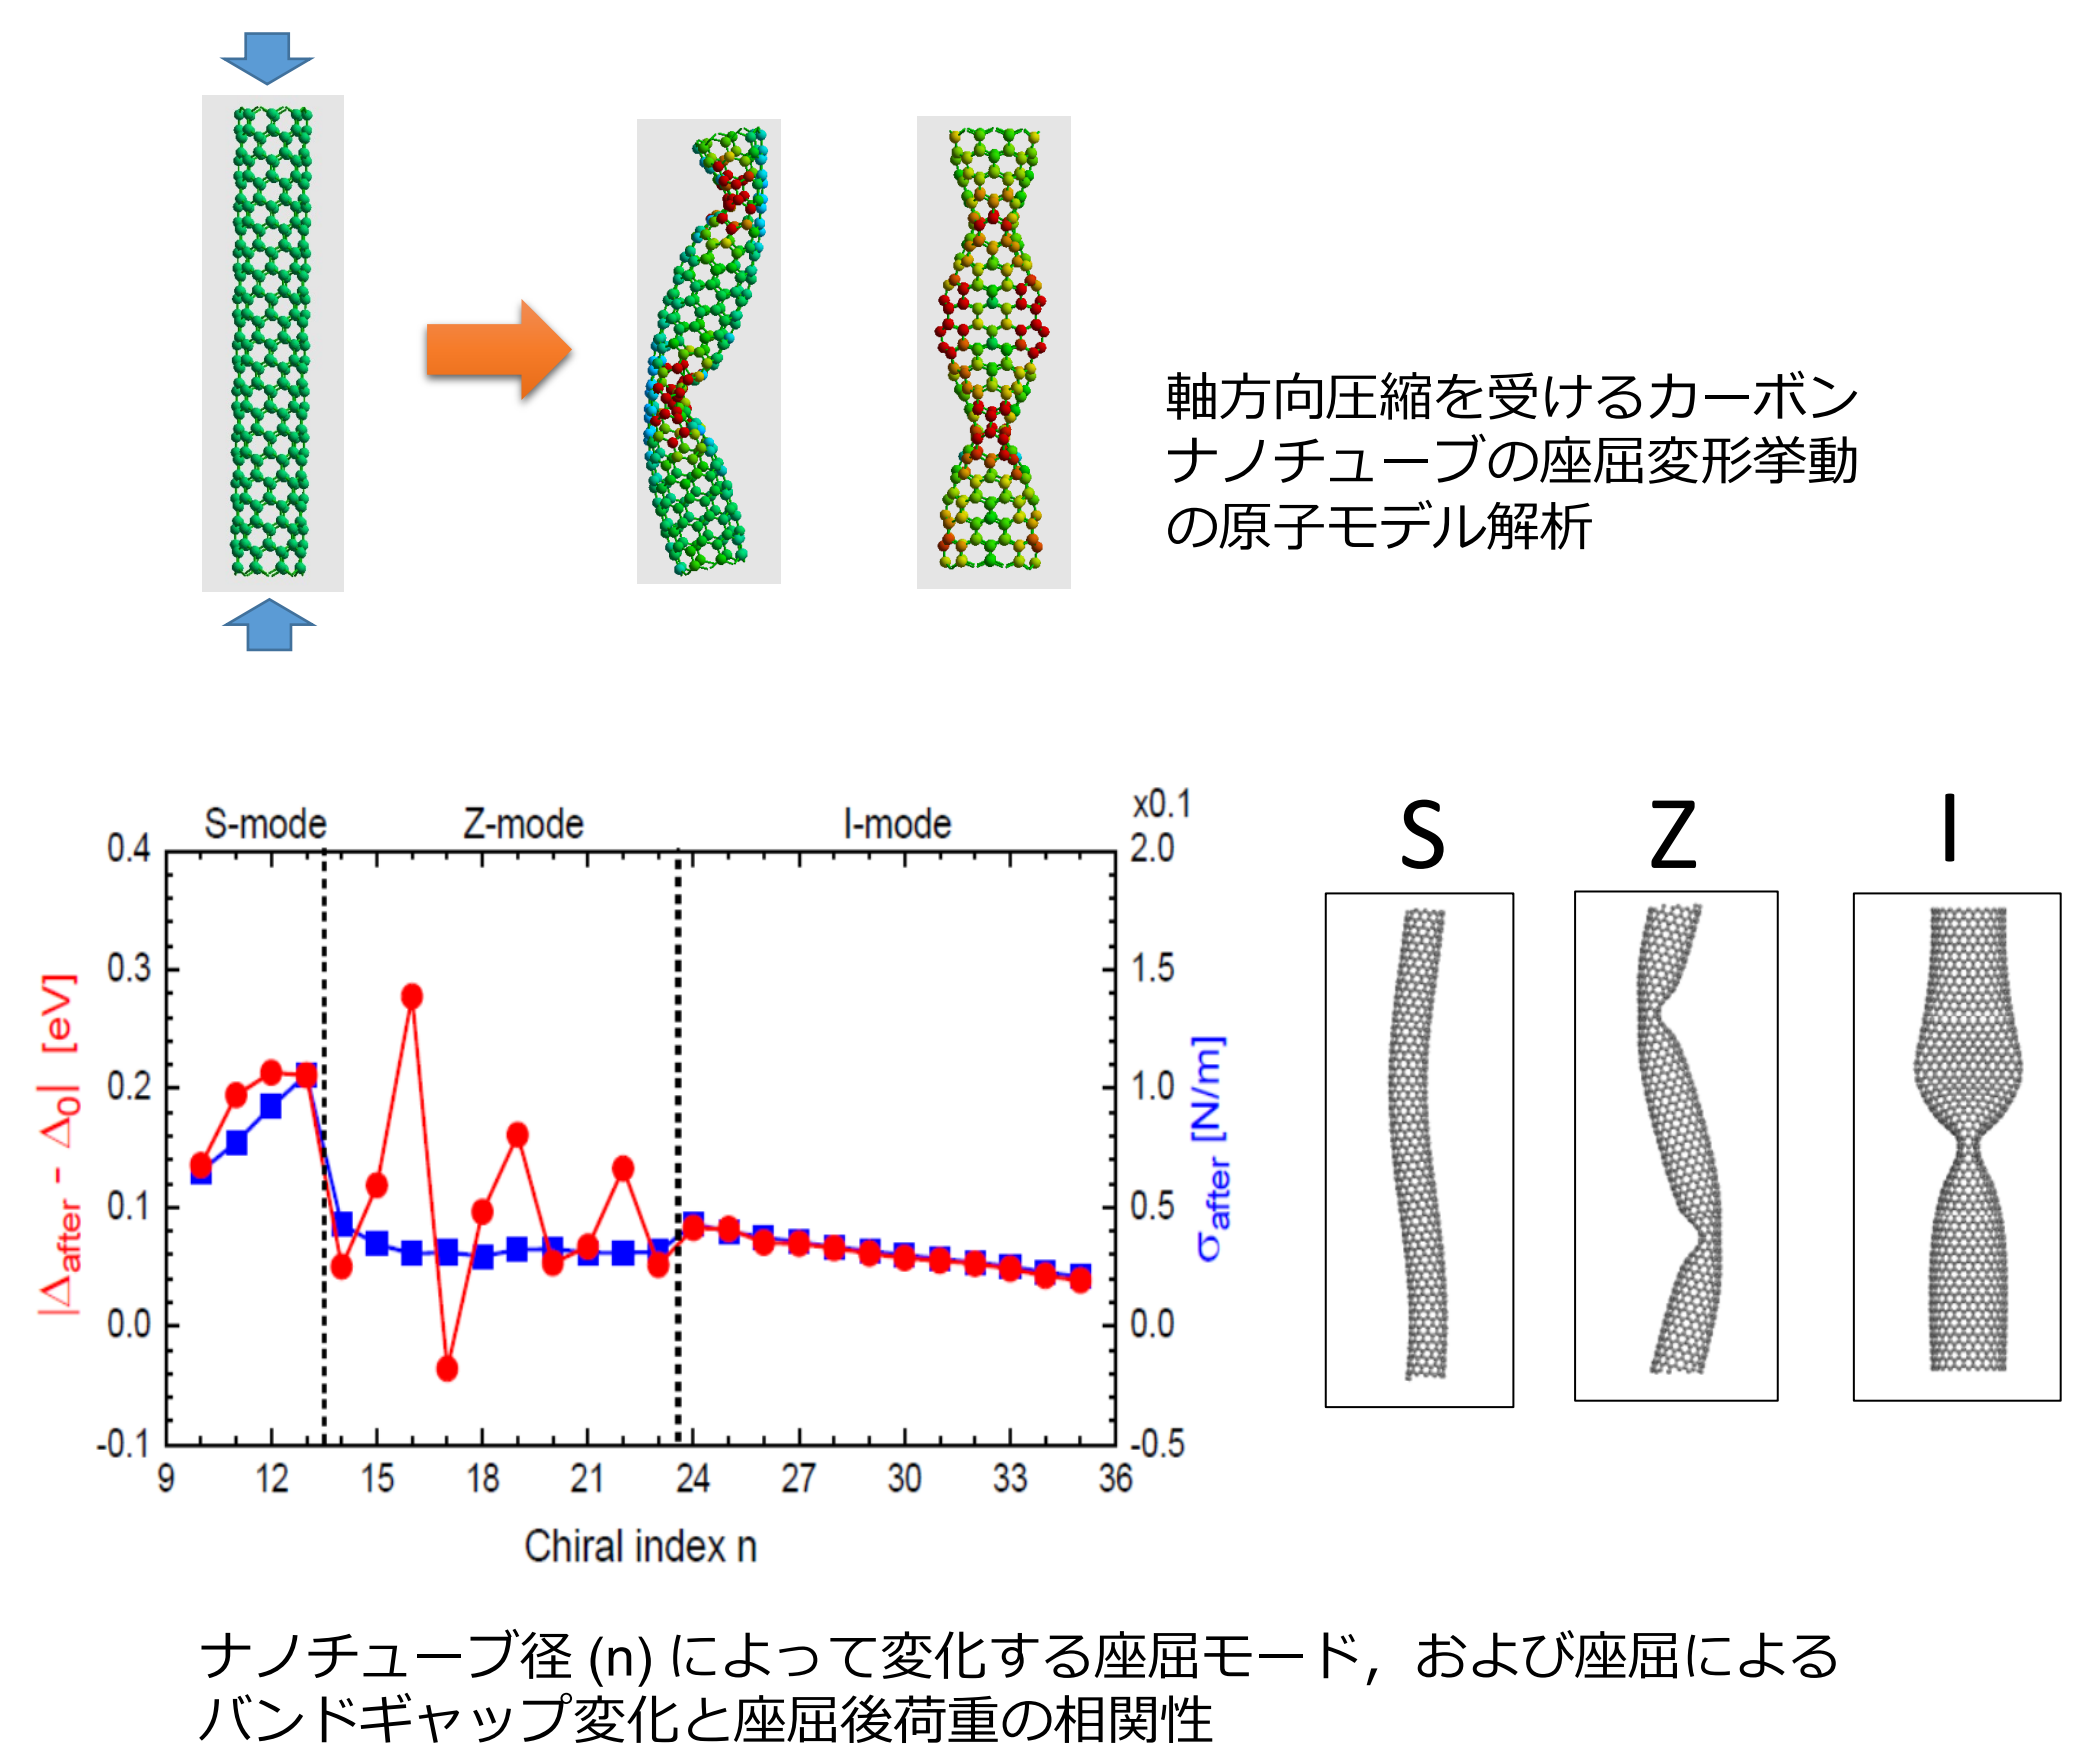 軸方向圧縮を受けるカーボン
ナノチューブの座屈変形挙動
の原子モデル解析
S-mode
Z-mode
I-mode
x0.1
0.4
0.3
0.2
0.1
0.0
-0.1
2.0
1.5
1.0
0.5
0.0
-0.5
|Δafter - Δ0| [eV]
σafter [N/m]
9 12 15 18 21 24 27 30 33 36
Chiral index n
S
Z
I
ナノチューブ径 (n) によって変化する座屈モード，および座屈による
バンドギャップ変化と座屈後荷重の相関性